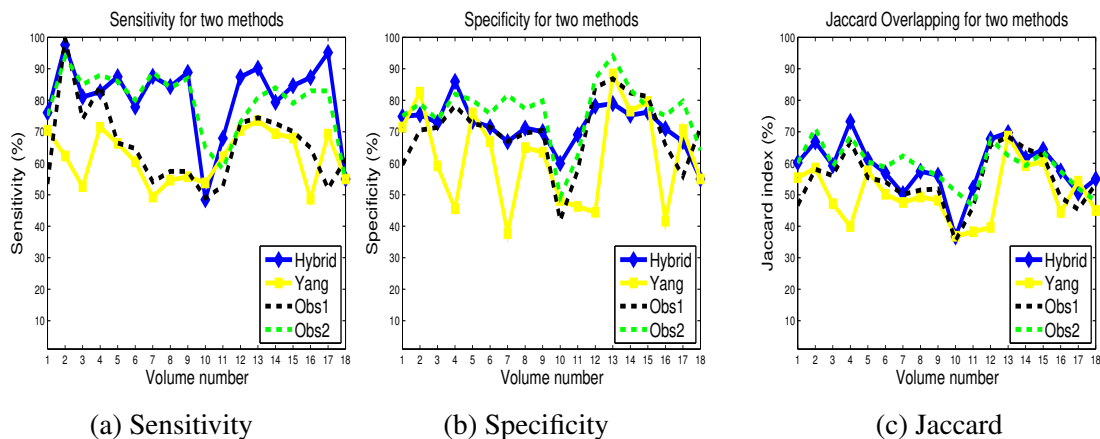 Sensitivity for two methods
Specificity for two methods
Jaccard Overlapping for two methods
Sensitivity (%)
100
90
80
70
60
50
40
30
20
10
1 2 3 4 5 6 7 8 9 10 11 12 13 14 15 16 17 18
Volume number
Hybrid
Yang
Obs1
Obs2
Specificity (%)
100
90
80
70
60
50
40
30
20
10
1 2 3 4 5 6 7 8 9 10 11 12 13 14 15 16 17 18
Volume number
Hybrid
Yang
Obs1
Obs2
Jaccard index (%)
100
90
80
70
60
50
40
30
20
10
1 2 3 4 5 6 7 8 9 10 11 12 13 14 15 16 17 18
Volume number
Hybrid
Yang
Obs1
Obs2
(a) Sensitivity
(b) Specificity
(c) Jaccard